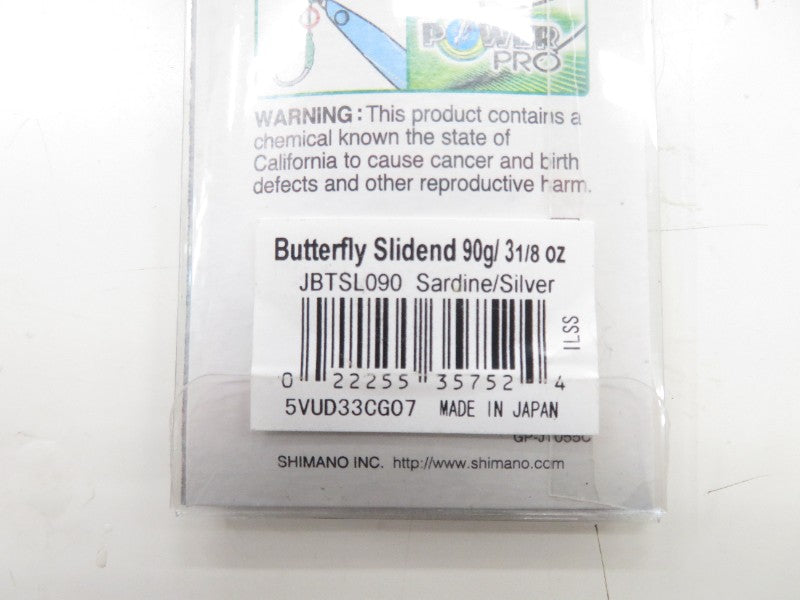 POWER
PRO
WARNING: This product contains a
chemical known the state of
California to cause cancer and birth
defects and other reproductive harm.
Butterfly Slidend 90g/ 31/8 oz
JBTSL090 Sardine/Silver
ILSS
0 22255 35752 4
5VUD33CG07 MADE IN JAPAN
SHIMANO INC. http://www.shimano.com